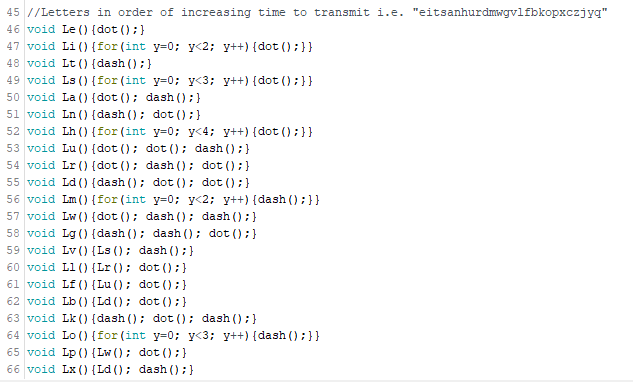 45 //Letters in order of increasing time to transmit i.e. "eitsanhurdmwgvlfbkopxczjyq"
46 void Le(){dot();}
47 void Li(){for(int y=0; y<2; y++){dot();}}
48 void Lt(){dash();}
49 void Ls(){for(int y=0; y<3; y++){dot();}}
50 void La(){dot(); dash();}
51 void Ln(){dash(); dot();}
52 void Lh(){for(int y=0; y<4; y++){dot();}}
53 void Lu(){dot(); dot(); dash();}
54 void Lr(){dot(); dash(); dot();}
55 void Ld(){dash(); dot(); dot();}
56 void Lm(){for(int y=0; y<2; y++){dash();}}
57 void Lw(){dot(); dash(); dash();}
58 void Lg(){dash(); dash(); dot();}
59 void Lv(){Ls(); dash();}
60 void Ll(){Lr(); dot();}
61 void Lf(){Lu(); dot();}
62 void Lb(){Ld(); dot();}
63 void Lk(){dash(); dot(); dash();}
64 void Lo(){for(int y=0; y<3; y++){dash();}}
65 void Lp(){Lw(); dot();}
66 void Lx(){Ld(); dash();}